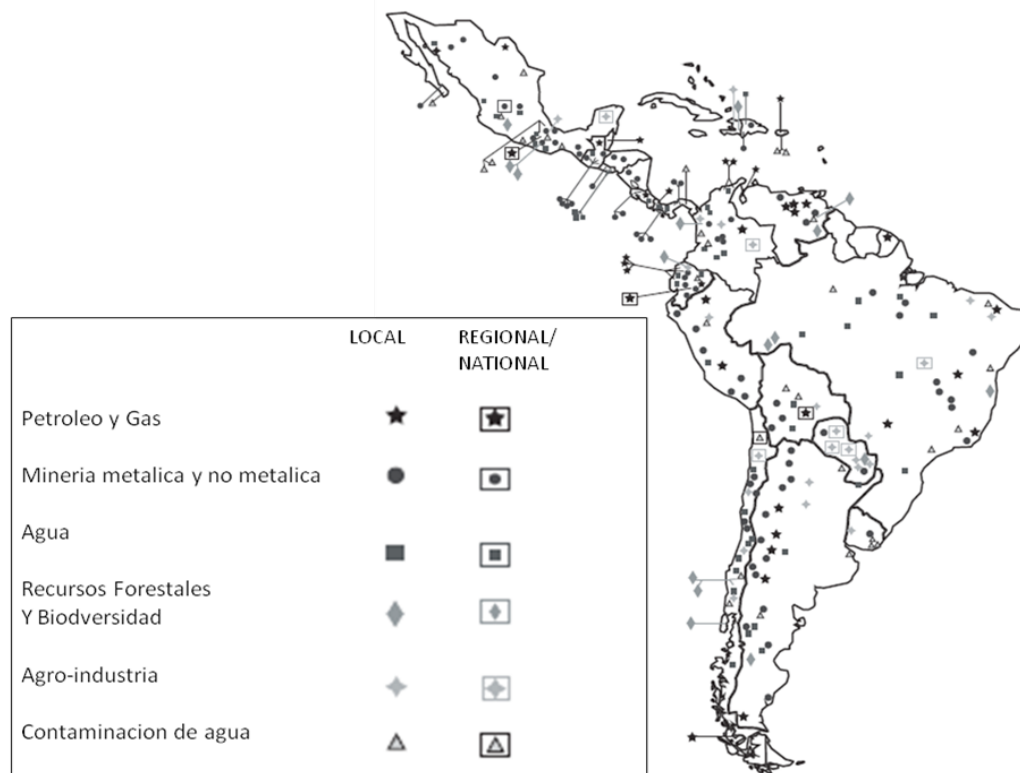 LOCAL REGIONAL/
NATIONAL
Petroleo y Gas
Mineria metalica y no metalica
Agua
Recursos Forestales
Y Biodversidad
Agro-industria
Contaminacion de agua